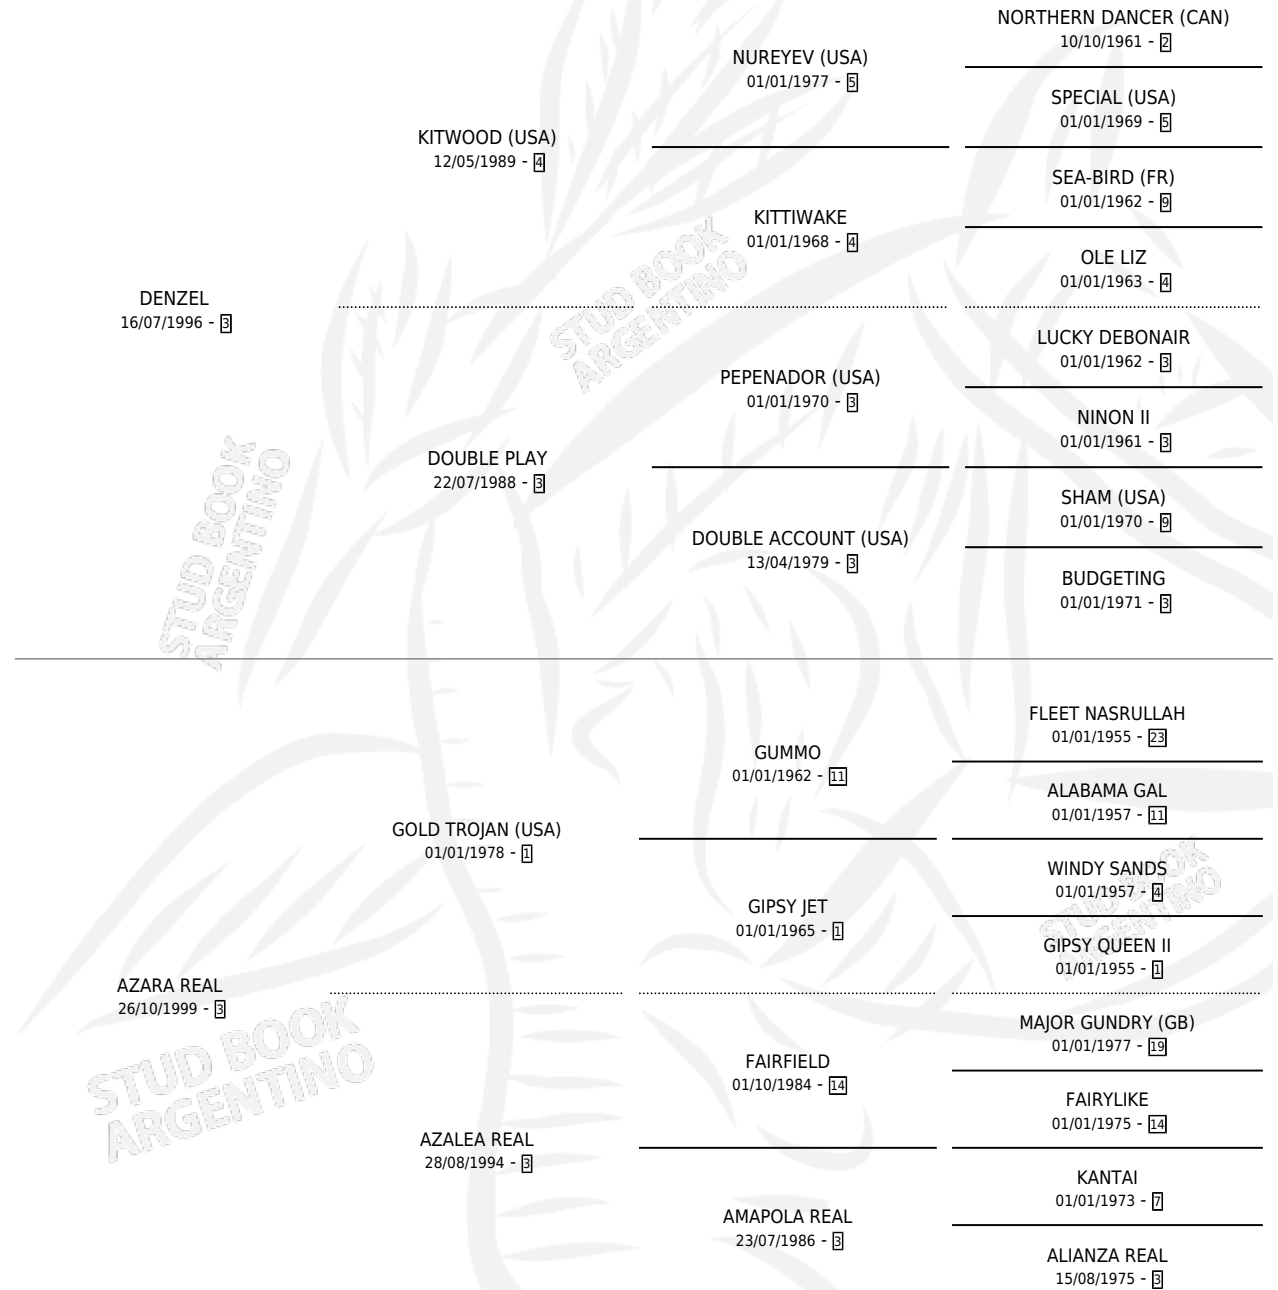 NORTHERN DANCER (CAN)
10/10/1961 - 2
NUREYEV (USA)
01/01/1977 - 5
SPECIAL (USA)
01/01/1969 - 5
KITWOOD (USA)
12/05/1989 - 4
SEA-BIRD (FR)
01/01/1962 - 9
KITTIWAKE
01/01/1968 - 4
OLE LIZ
01/01/1963 - 4
DENZEL
16/07/1996 - 3
LUCKY DEBONAIR
01/01/1962 - 3
PEPENADOR (USA)
01/01/1970 - 3
NINON II
01/01/1961 - 3
DOUBLE PLAY
22/07/1988 - 3
SHAM (USA)
01/01/1970 - 9
DOUBLE ACCOUNT (USA)
13/04/1979 - 3
BUDGETING
01/01/1971 - 3
STUD BOOK
ARGENTINO
STUD BOOK
ARGENTINO
FLEET NASRULLAH
01/01/1955 - 23
GUMMO
01/01/1962 - 11
ALABAMA GAL
01/01/1957 - 11
GOLD TROJAN (USA)
01/01/1978 - 1
WINDY SANDS
01/01/1957 - 4
GIPSY JET
01/01/1965 - 1
GIPSY QUEEN II
01/01/1955 - 1
STUD BOOK
ARGENTINO
AZARA REAL
26/10/1999 - 3
MAJOR GUNDRY (GB)
01/01/1977 - 19
FAIRFIELD
01/10/1984 - 14
FAIRYLIKE
01/01/1975 - 14
AZALEA REAL
28/08/1994 - 3
KANTAI
01/01/1973 - 7
AMAPOLA REAL
23/07/1986 - 3
ALIANZA REAL
15/08/1975 - 3
STUD BOOK
ARGENTINO